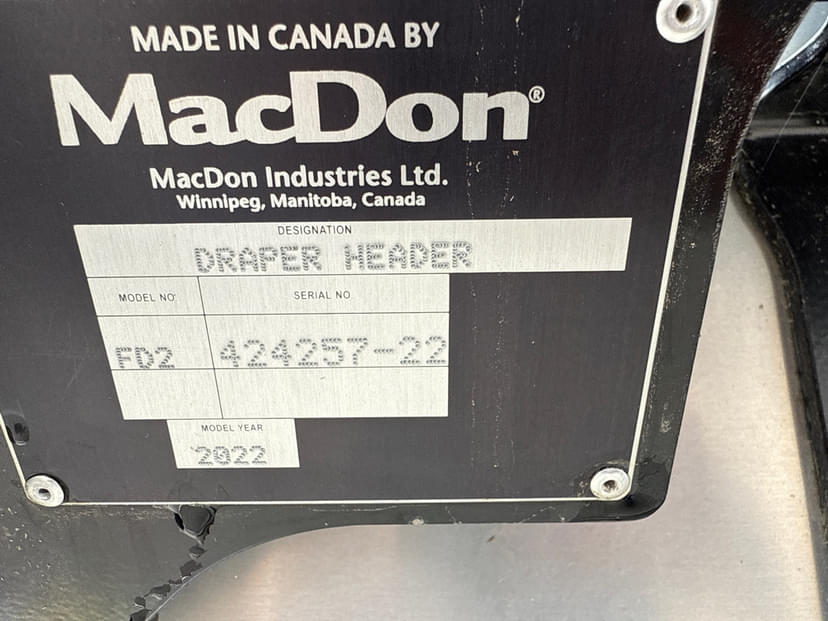 MADE IN CANADA BY
MacDon®
MacDon Industries Ltd.
Winnipeg, Manitoba, Canada
DESIGNATION
DRAPER HEADER
MODEL NO. SERIAL NO
FD2 424257-22
MODEL YEAR
2022